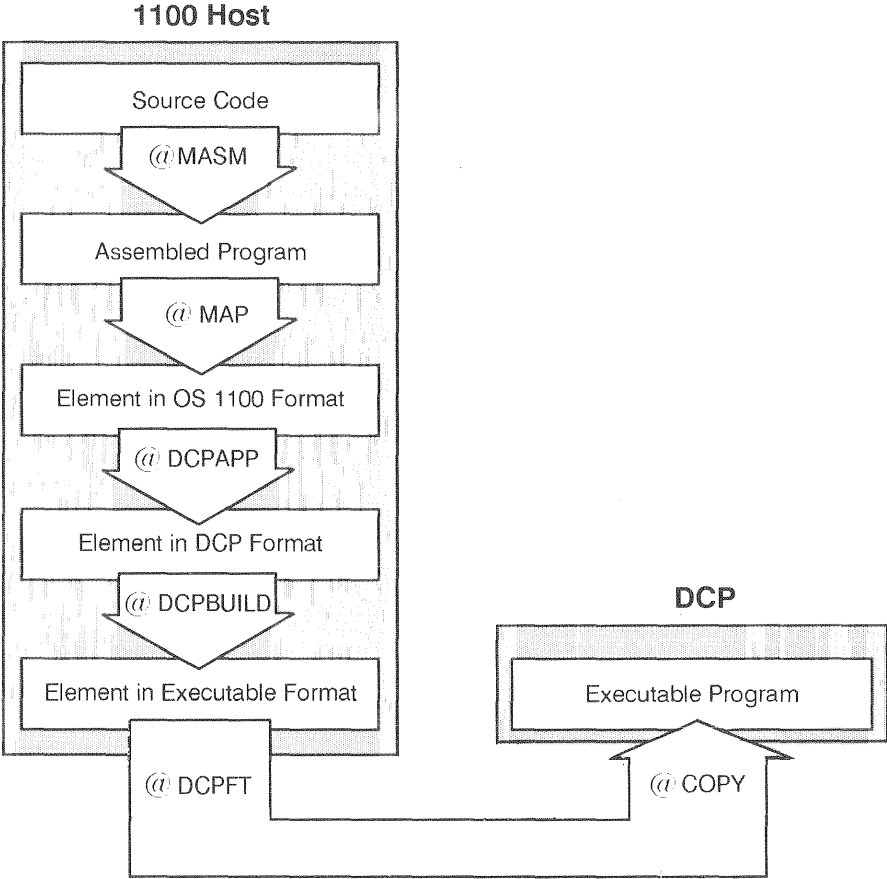 1100 Host
Source Code
@MASM
Assembled Program
@ MAP
Element in OS 1100 Format
@ DCPAPP
Element in DCP Format
@ DCPBUILD
Element in Executable Format
DCP
Executable Program
@ DCPFT
@ COPY